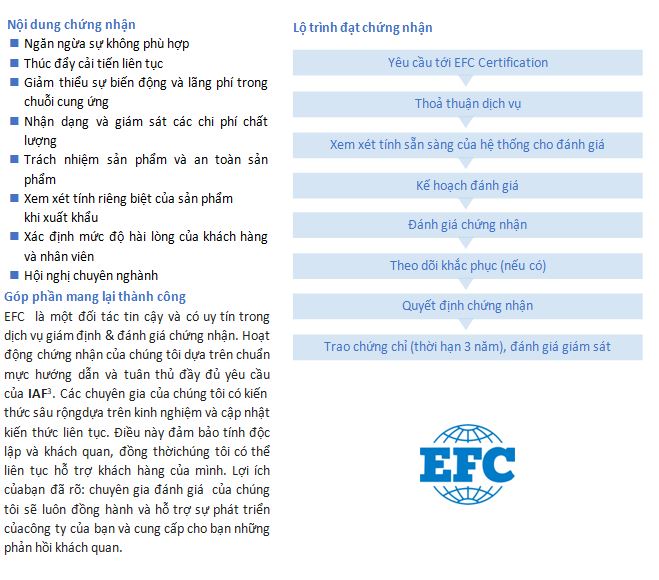 Nội dung chứng nhận
Ngăn ngừa sự không phù hợp
Thúc đẩy cải tiến liên tục
Giảm thiểu sự biến động và lãng phí trong
chuỗi cung ứng
Nhận dạng và giám sát các chi phí chất
lượng
Trách nhiệm sản phẩm và an toàn sản
phẩm
Xem xét tính riêng biệt của sản phẩm
khi xuất khẩu
Xác định mức độ hài lòng của khách hàng
và nhân viên
Hội nghị chuyên nghành
Góp phần mang lại thành công
EFC là một đối tác tin cậy và có uy tín trong
dịch vụ giám định & đánh giá chứng nhận. Hoạt
động chứng nhận của chúng tôi dựa trên chuẩn
mực hướng dẫn và tuân thủ đầy đủ yêu cầu
của IAF³. Các chuyên gia của chúng tôi có kiến
thức sâu rộngdựa trên kinh nghiệm và cập nhật
kiến thức liên tục. Điều này đảm bảo tính độc
lập và khách quan, đồng thờichúng tôi có thể
liên tục hỗ trợ khách hàng của mình. Lợi ích
củabạn đã rõ: chuyên gia đánh giá của chúng
tôi sẽ luôn đồng hành và hỗ trợ sự phát triển
củacông ty của bạn và cung cấp cho bạn những
phản hồi khách quan.
Lộ trình đạt chứng nhận
Yêu cầu tới EFC Certification
Thoả thuận dịch vụ
Xem xét tính sẵn sàng của hệ thống cho đánh giá
Kế hoạch đánh giá
Đánh giá chứng nhận
Theo dõi khắc phục (nếu có)
Quyết định chứng nhận
Trao chứng chỉ (thời hạn 3 năm), đánh giá giám sát
EFC